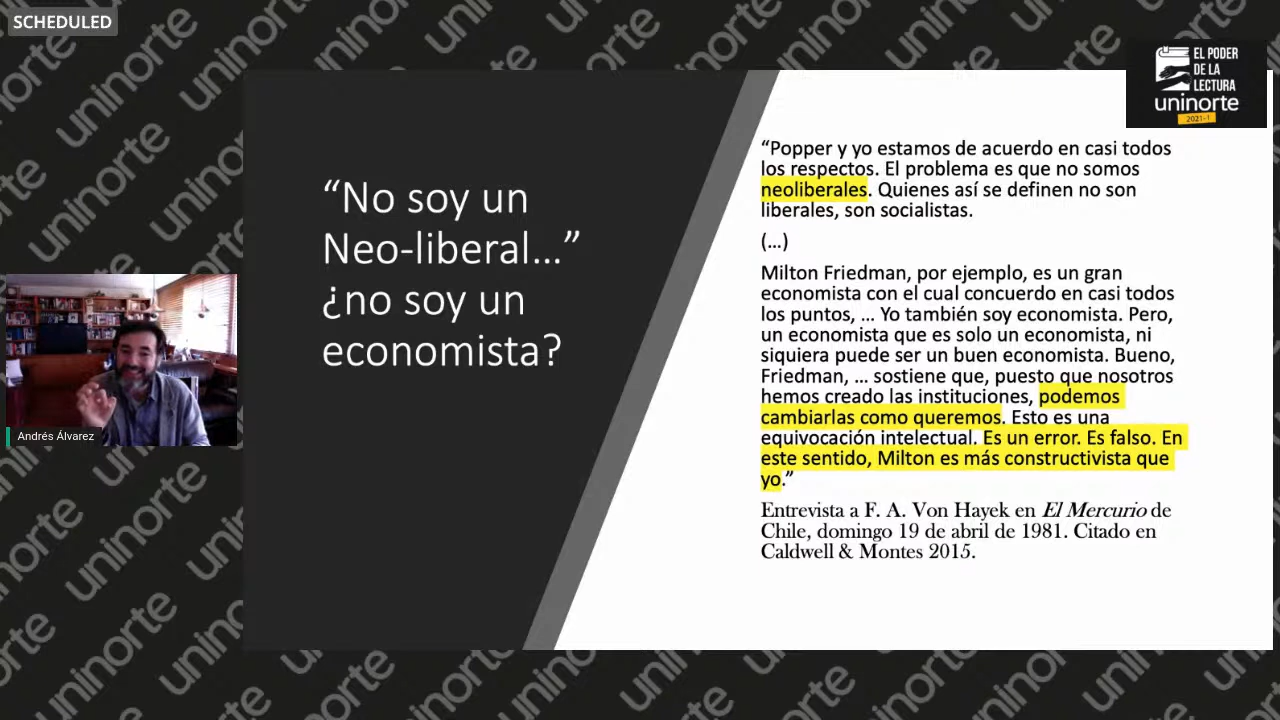 SCHEDULED
EL PODER
DE LA
LECTURA
uninorte
2021-1
“No soy un
Neo-liberal...”
¿no soy un
economista?
“Popper y yo estamos de acuerdo en casi todos
los respectos. El problema es que no somos
neoliberales. Quienes así se definen no son
liberales, son socialistas.
(...)
Milton Friedman, por ejemplo, es un gran
economista con el cual concuerdo en casi todos
los puntos, ... Yo también soy economista. Pero,
un economista que es solo un economista, ni
siquiera puede ser un buen economista. Bueno,
Friedman, ... sostiene que, puesto que nosotros
hemos creado las instituciones, podemos
cambiarlas como queremos. Esto es una
equivocación intelectual. Es un error. Es falso. En
este sentido, Milton es más constructivista que
yo.”
Entrevista a F. A. Von Hayek en El Mercurio de
Chile, domingo 19 de abril de 1981. Citado en
Caldwell & Montes 2015.
Andrés Álvarez
uninorte